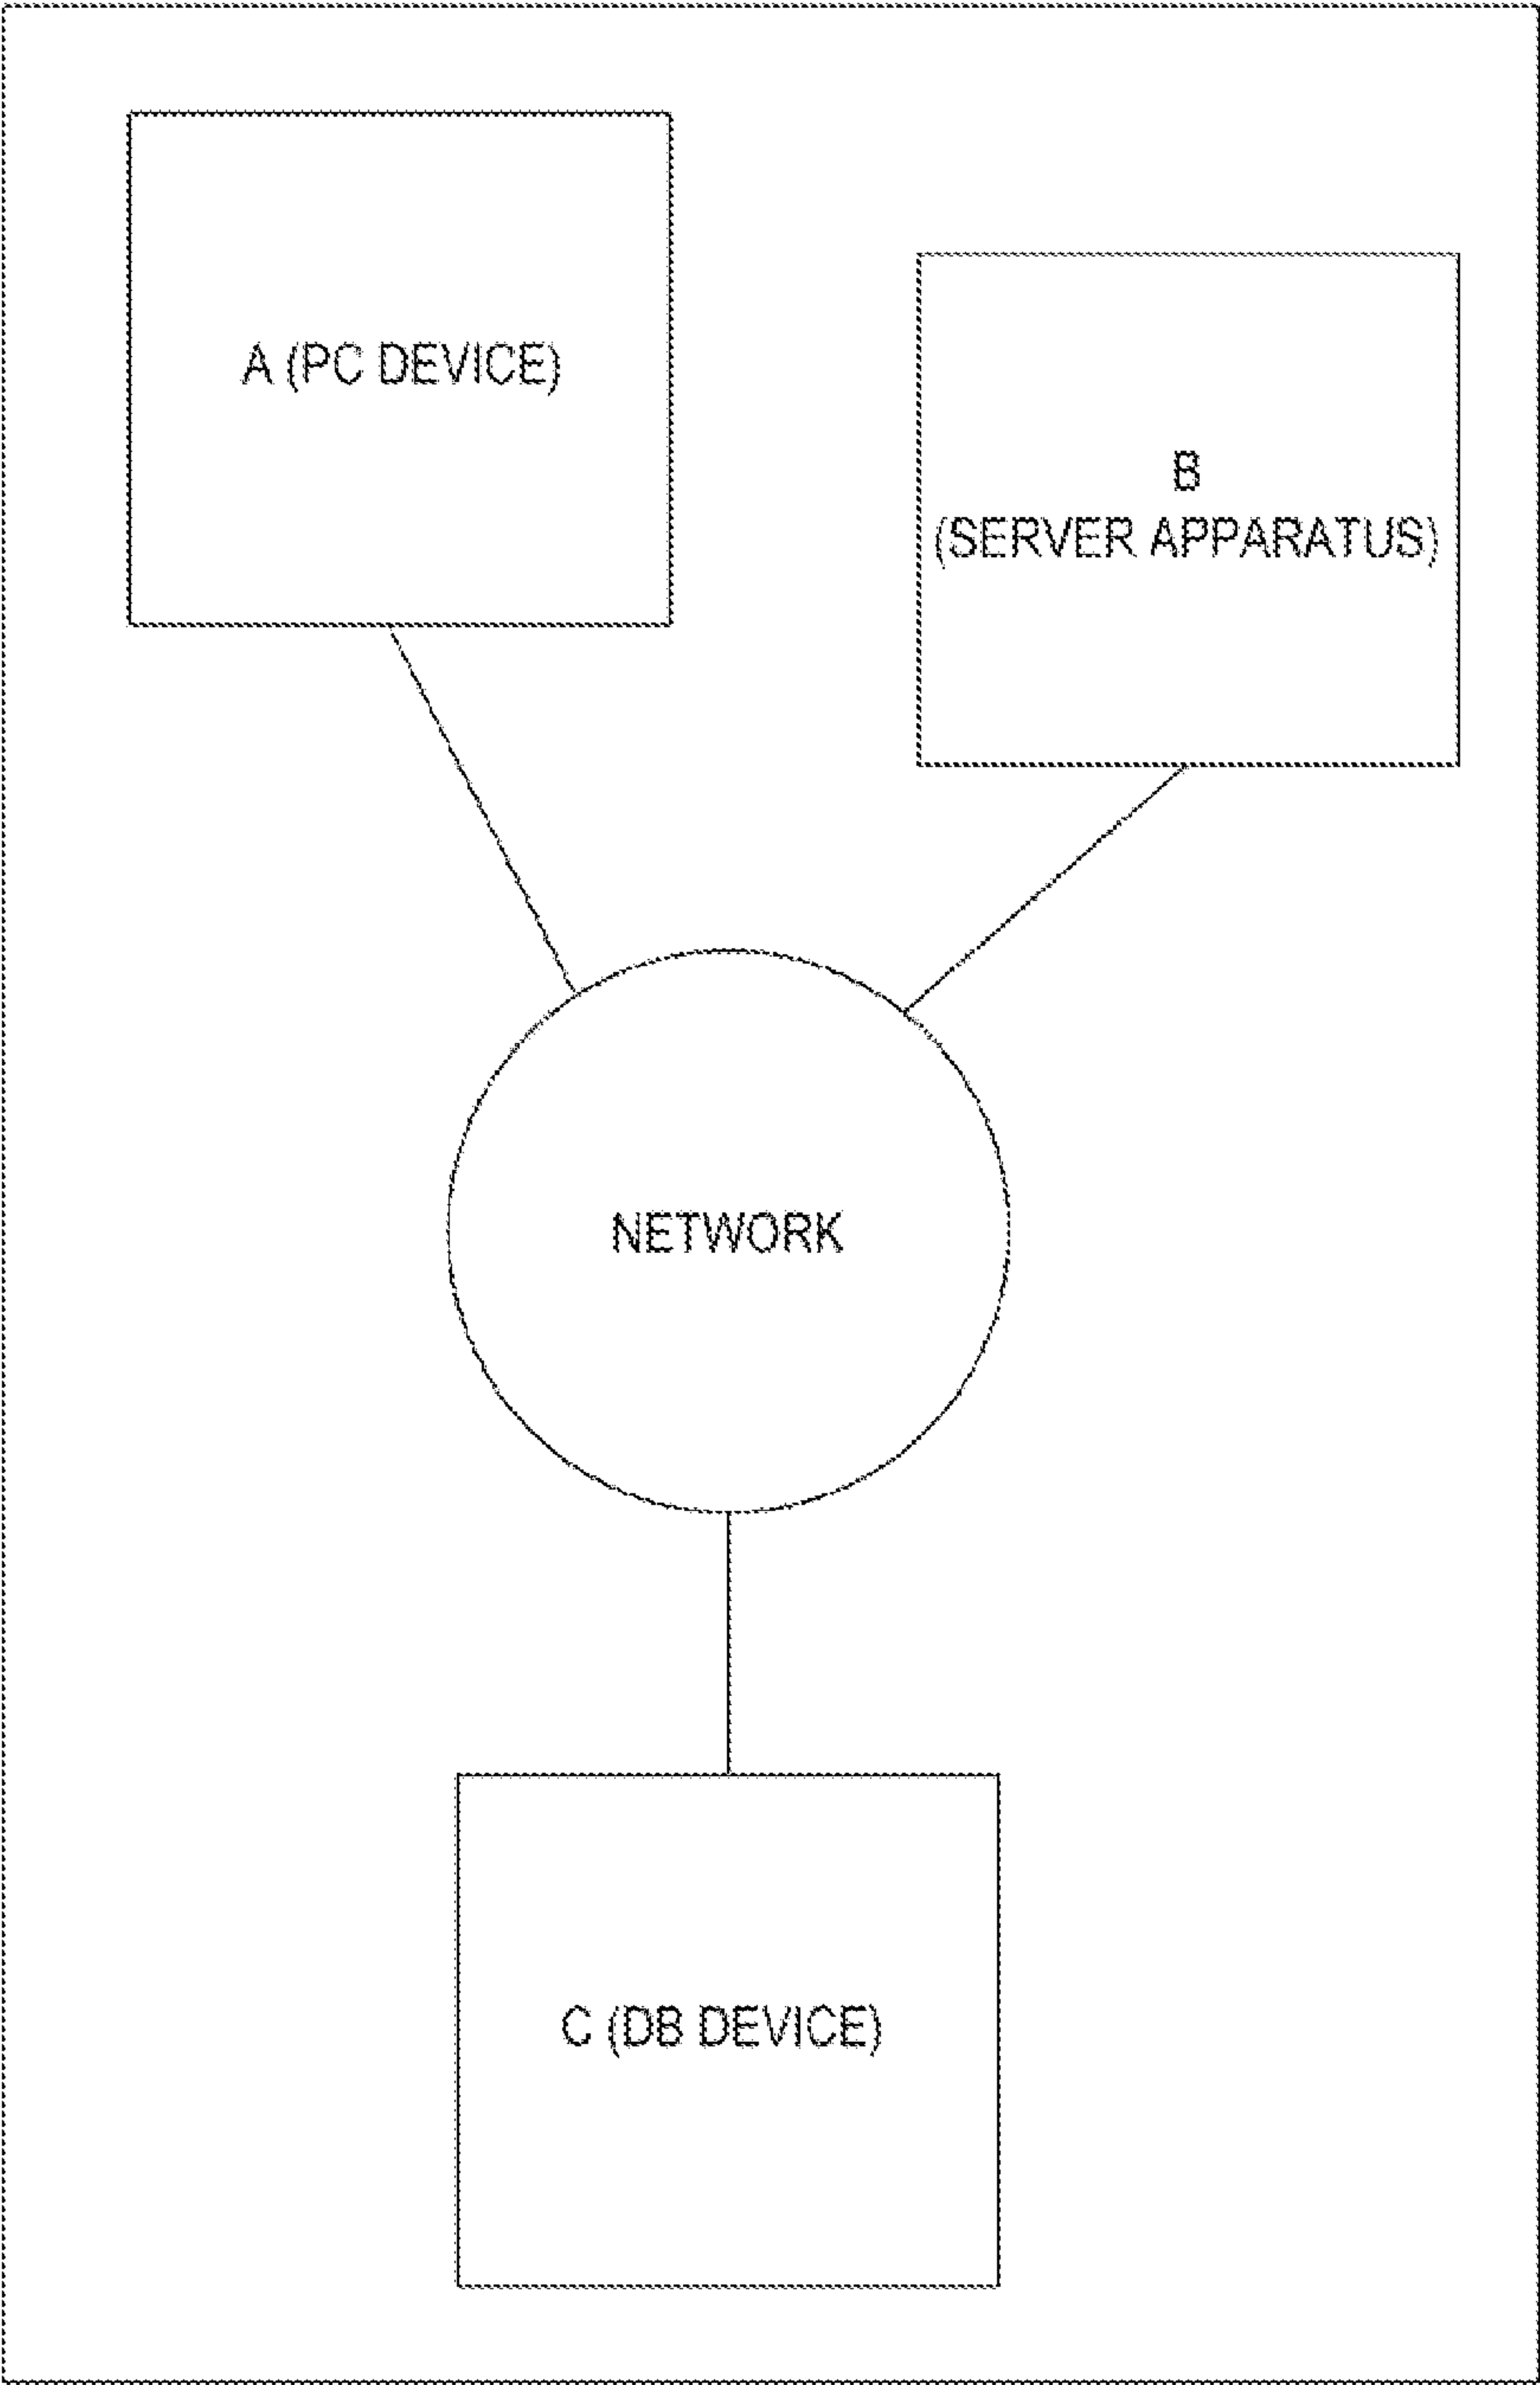 A (PC DEVICE)
B
(SERVER APPARATUS)
NETWORK
C (DB DEVICE)